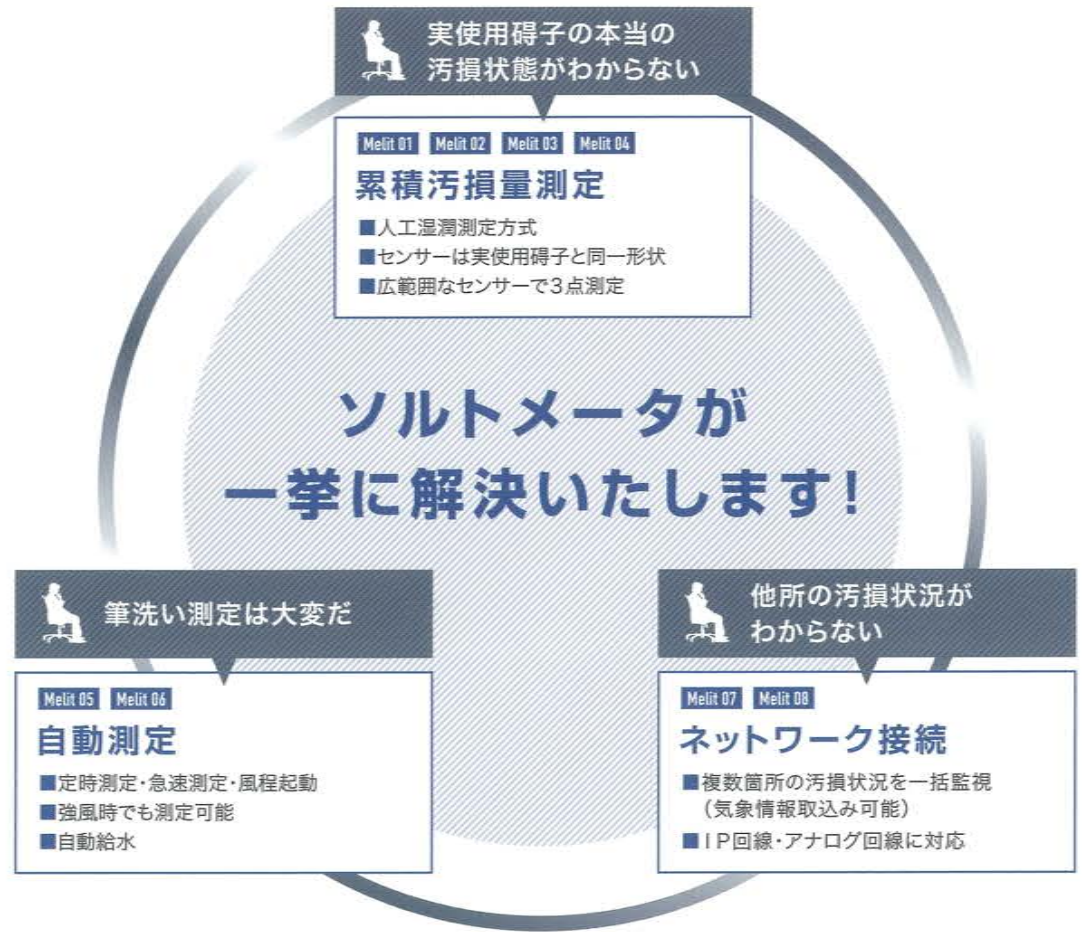 実使用碍子の本当の
汚損状態がわからない
Melit 01 Melit 02 Melit 03 Melit 04
累積汚損量測定
■人工湿潤測定方式
■センサーは実使用碍子と同一形状
■広範囲なセンサーで3点測定
ソルトメータが
一挙に解決いたします!
筆洗い測定は大変だ
Melit 05 Melit 06
自動測定
■定時測定・急速測定・風程起動
■強風時でも測定可能
■自動給水
他所の汚損状況が
わからない
Melit 07 Melit 08
ネットワーク接続
■複数箇所の汚損状況を一括監視
（気象情報取込み可能）
■IP回線・アナログ回線に対応